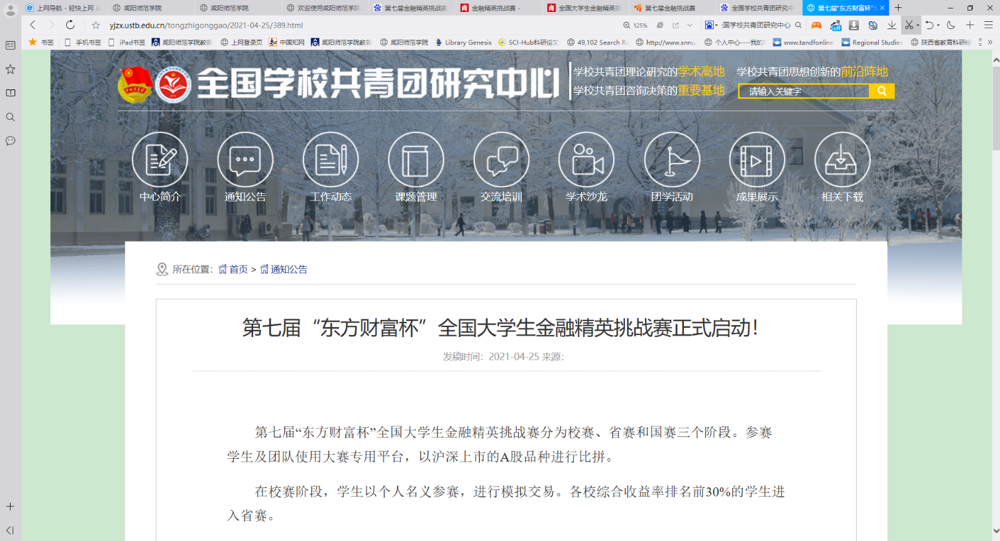 上网导航 - 轻快上网
咸阳师范学院
咸阳师范学院
欢迎使用咸阳师范学院
第七届金融精英挑战赛
金融精英挑战赛 -
全国大学生金融精英挑
第七届金融挑战赛
全国学校共青团研究中
第七届"东方财富杯"全
yjzx.ustb.edu.cn/tongzhigonggao/2021-04-25/389.html
125%
国学校共青团研究中心
off
书签
手机书签
iPad书签
咸阳师范学院教务
上网登录页
中国知网
咸阳师范学院教务
咸阳师范学院
Library Genesis
SCI-Hub科研论文
49,102 Search Re
http://www.snnu.
个人中心----我的
www.tandfonline.
Regional Studies
陕西省教育科研综
全国学校共青团研究中心
学校共青团理论研究的学术高地 学校共青团思想创新的前沿阵地
学校共青团咨询决策的重要基地
请输入关键字
中心简介
通知公告
工作动态
课题管理
交流培训
学术沙龙
团学活动
成果展示
相关下载
所在位置： 首页 > 通知公告
第七届“东方财富杯”全国大学生金融精英挑战赛正式启动！
发稿时间：2021-04-25 来源：
第七届“东方财富杯”全国大学生金融精英挑战赛分为校赛、省赛和国赛三个阶段。参赛
学生及团队使用大赛专用平台，以沪深上市的A股品种进行比拼。
在校赛阶段，学生以个人名义参赛，进行模拟交易。各校综合收益率排名前30%的学生进
入省赛。